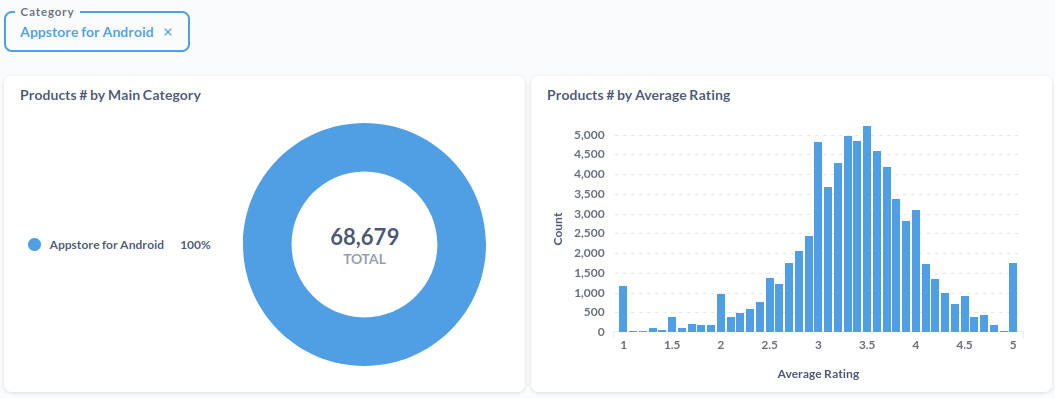 Category
Appstore for Android ×
Products # by Main Category
Appstore for Android 100%
68,679
TOTAL
Products # by Average Rating
Count
5,000
4,500
4,000
3,500
3,000
2,500
2,000
1,500
1,000
500
0
1 1.5 2 2.5 3 3.5 4 4.5 5
Average Rating